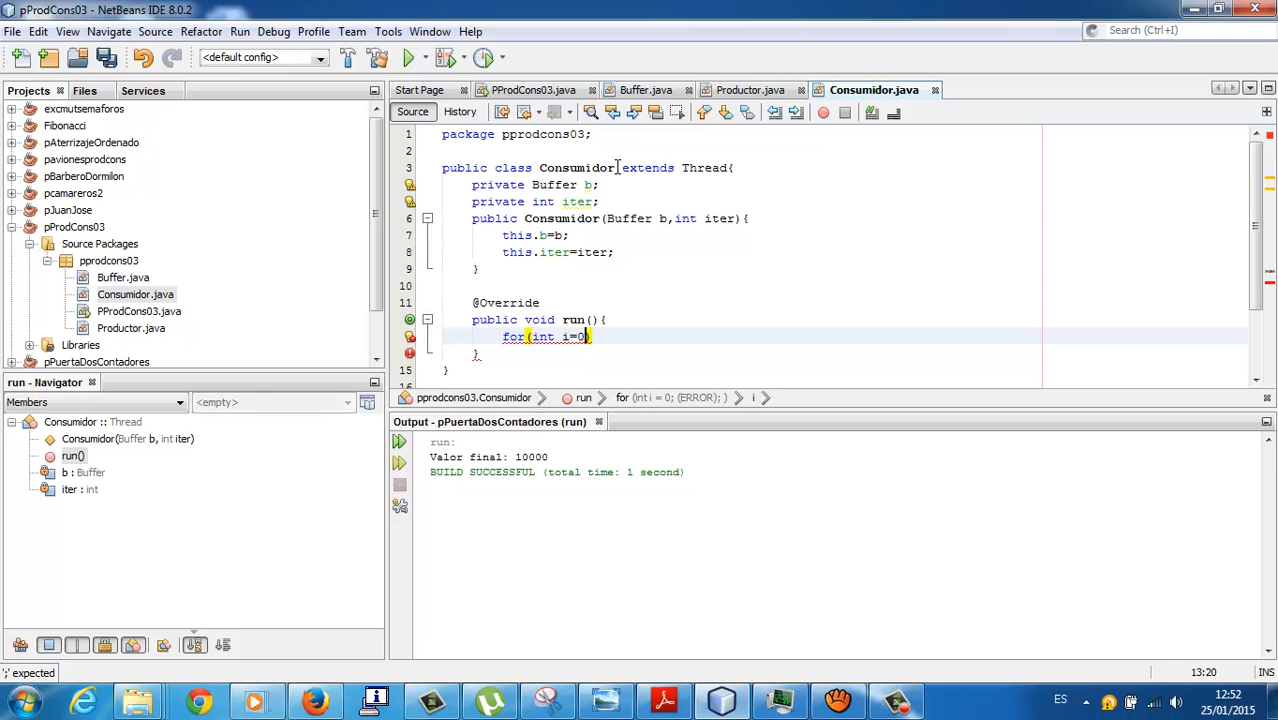 pProdCons03 - NetBeans IDE 8.0.2
File Edit View Navigate Source Refactor Run Debug Profile Team Tools Window Help
Search (Ctrl+I)
<default config>
Projects Files Services
excmutsemaforos
Fibonacci
pAterrizajeOrdenado
pavionesprodcons
pBarberoDormilon
pcamareros2
pJuanJose
pProdCons03
Source Packages
pprodcons03
Buffer.java
Consumidor.java
PProdCons03.java
Productor.java
Libraries
pPuertaDosContadores
run - Navigator
Members
<empty>
Consumidor :: Thread
Consumidor(Buffer b, int iter)
run()
b : Buffer
iter : int
Start Page PProdCons03.java Buffer.java Productor.java Consumidor.java
Source History
1 package pprodcons03;
2
3 public class Consumidor extends Thread{
private Buffer b;
private int iter;
6 public Consumidor(Buffer b,int iter){
7 this.b=b;
8 this.iter=iter;
9 }
10
11 @Override
public void run(){
for(int i=0)
}
15 }
16
pprodcons03.Consumidor run for (int i = 0; (ERROR); ) i
Output - pPuertaDosContadores (run)
run:
Valor final: 10000
BUILD SUCCESSFUL (total time: 1 second)
';' expected
13:20 INS
ES
12:52
25/01/2015